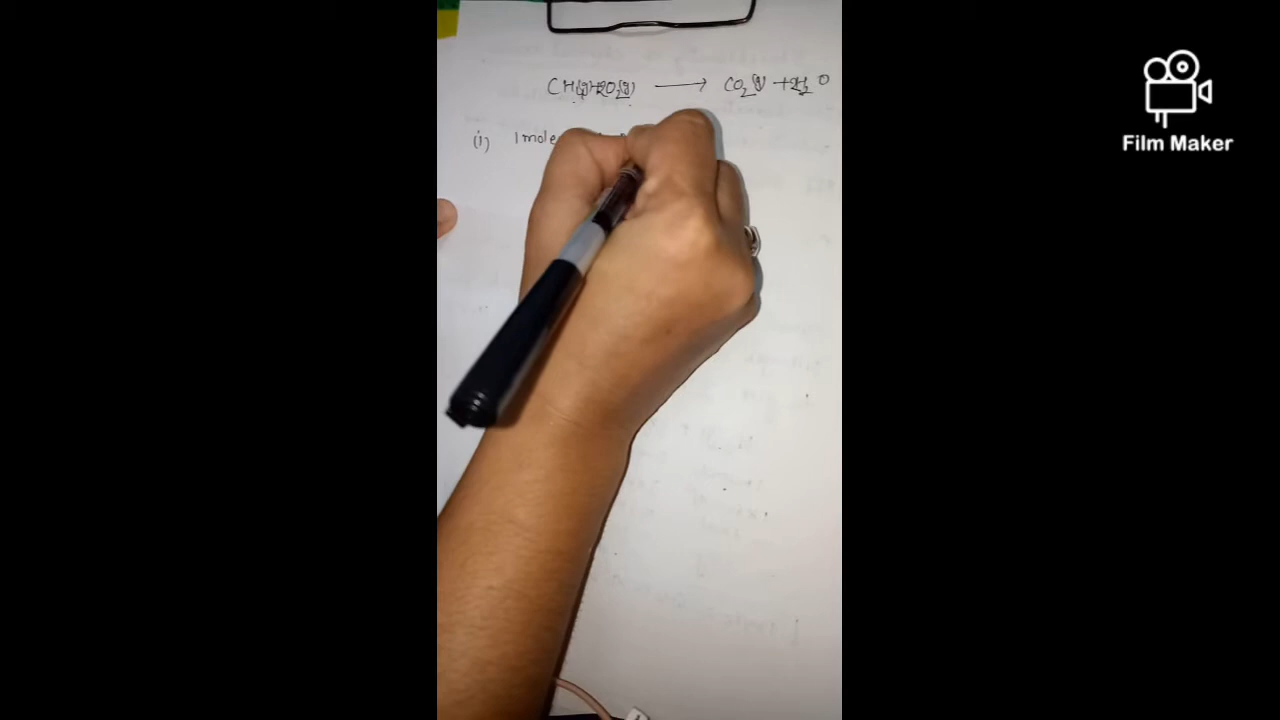 CH4(g)+2O2(g) → CO2(g) +2H2O
(i) 1 mole
Film Maker